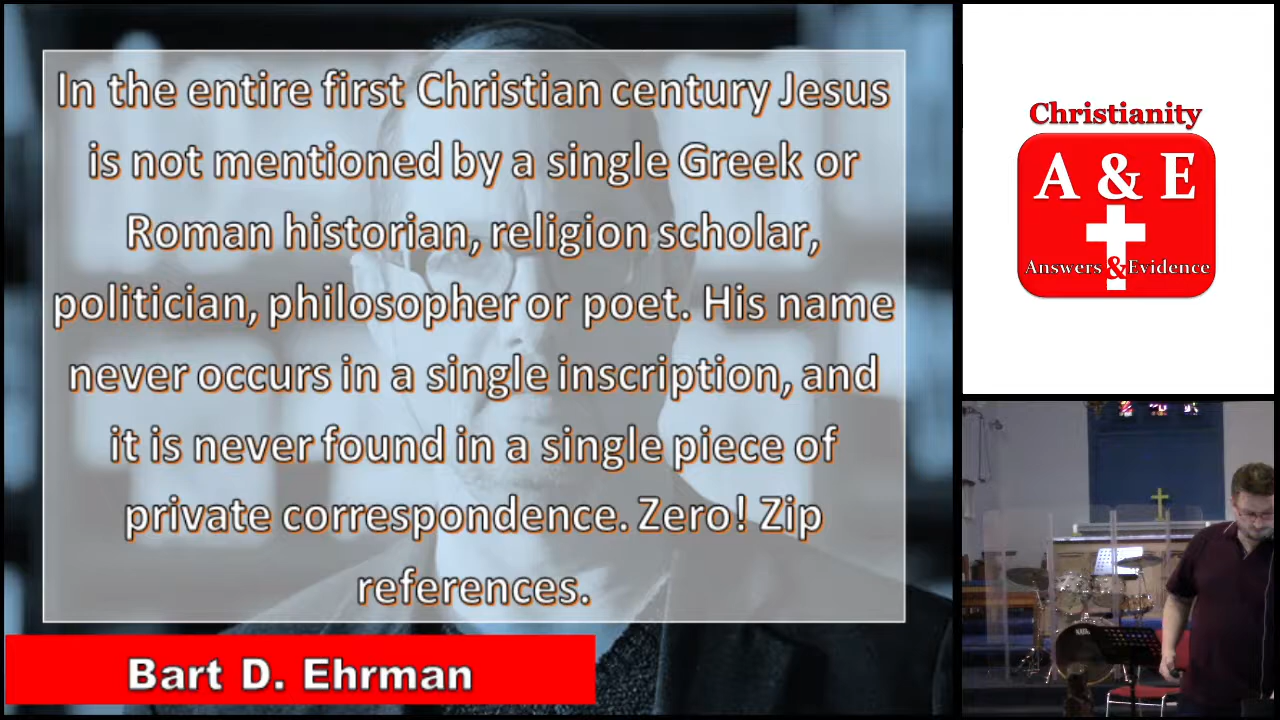 In the entire first Christian century Jesus
is not mentioned by a single Greek or
Roman historian, religion scholar,
politician, philosopher or poet. His name
never occurs in a single inscription, and
it is never found in a single piece of
private correspondence. Zero! Zip
references.
Bart D. Ehrman
Christianity
A & E
Answers & Evidence